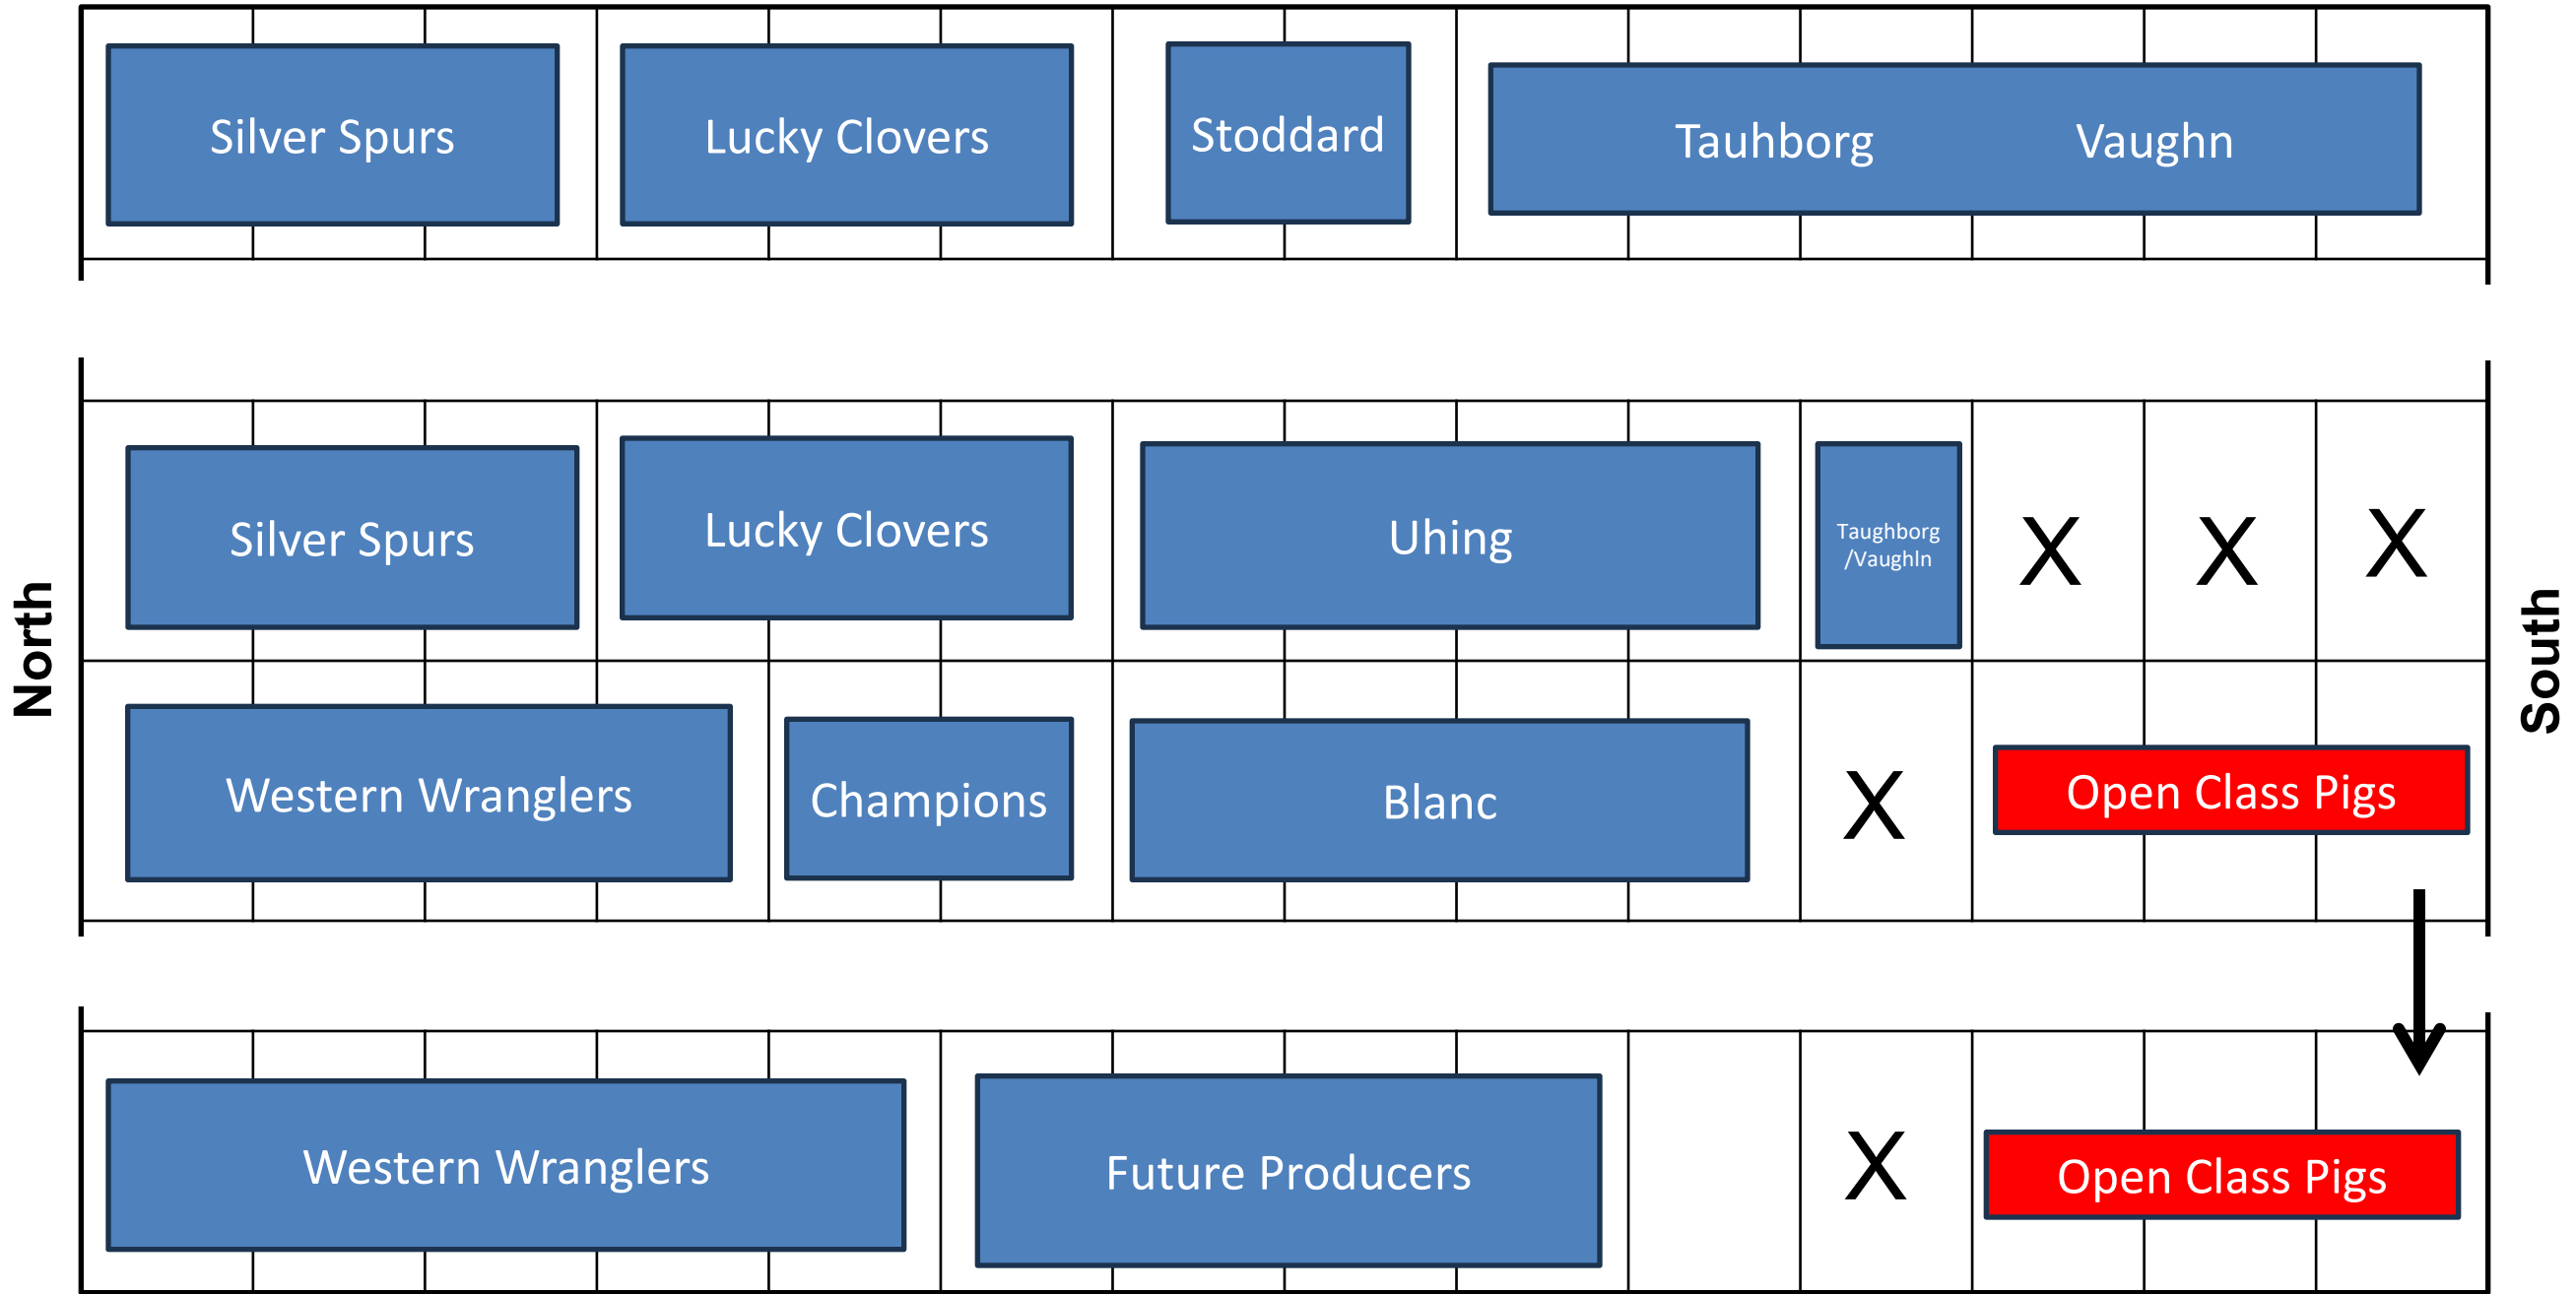 Silver Spurs
Lucky Clovers
Stoddard
Tauhborg Vaughn
Silver Spurs
Lucky Clovers
Uhing
Taughborg
/Vaughln
X
X
X
North
South
Western Wranglers
Champions
Blanc
X
Open Class Pigs
Western Wranglers
Future Producers
X
Open Class Pigs